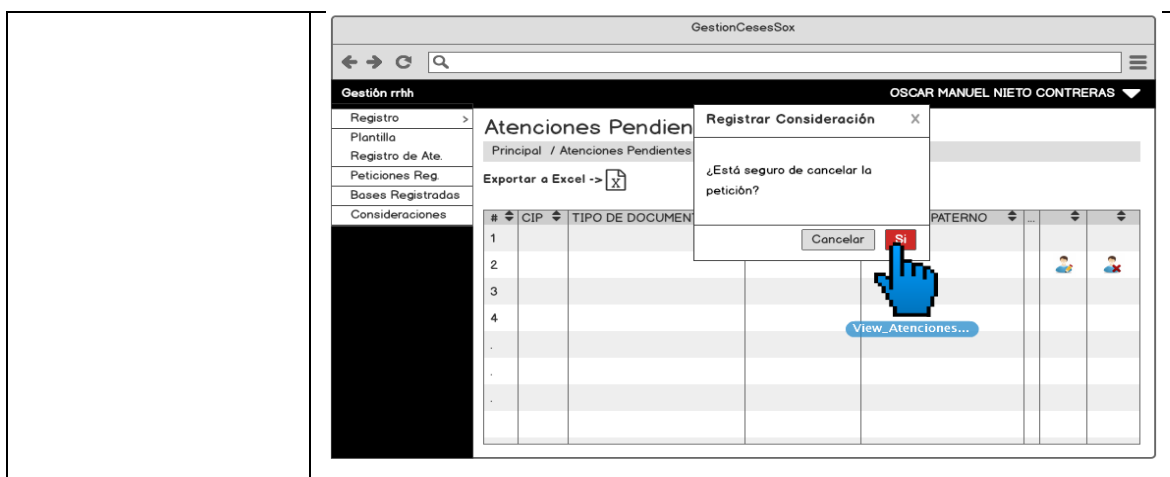 GestionCesesSox
Gestión rrhh
OSCAR MANUEL NIETO CONTRERAS
Registro >
Plantilla
Registro de Ate.
Peticiones Reg.
Bases Registradas
Consideraciones
Atenciones Pendien
Principal / Atenciones Pendientes
Exportar a Excel ->
X
Registrar Consideración X
¿Está seguro de cancelar la
petición?
Cancelar Si
# CIP TIPO DE DOCUMEN PATERNO ...
1
2
3
4
.
.
.
View_Atenciones...